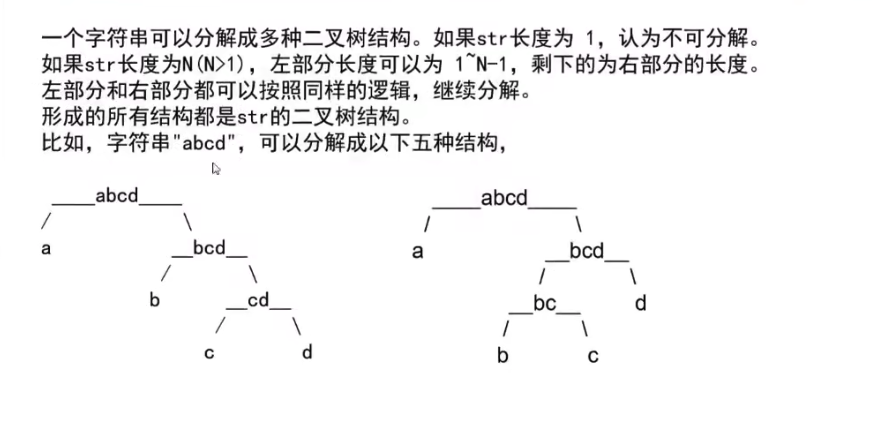 一个字符串可以分解成多种二叉树结构。如果str长度为 1，认为不可分解。
如果str长度为N(N>1)，左部分长度可以为 1~N-1，剩下的为右部分的长度。
左部分和右部分都可以按照同样的逻辑，继续分解。
形成的所有结构都是str的二叉树结构。
比如，字符串"abcd"，可以分解成以下五种结构，
____abcd____ ____abcd____
/ \ / \
a __bcd__ a __bcd__
/ \ / \
b __cd__ __bc__ d
/ \ / \
c d b c